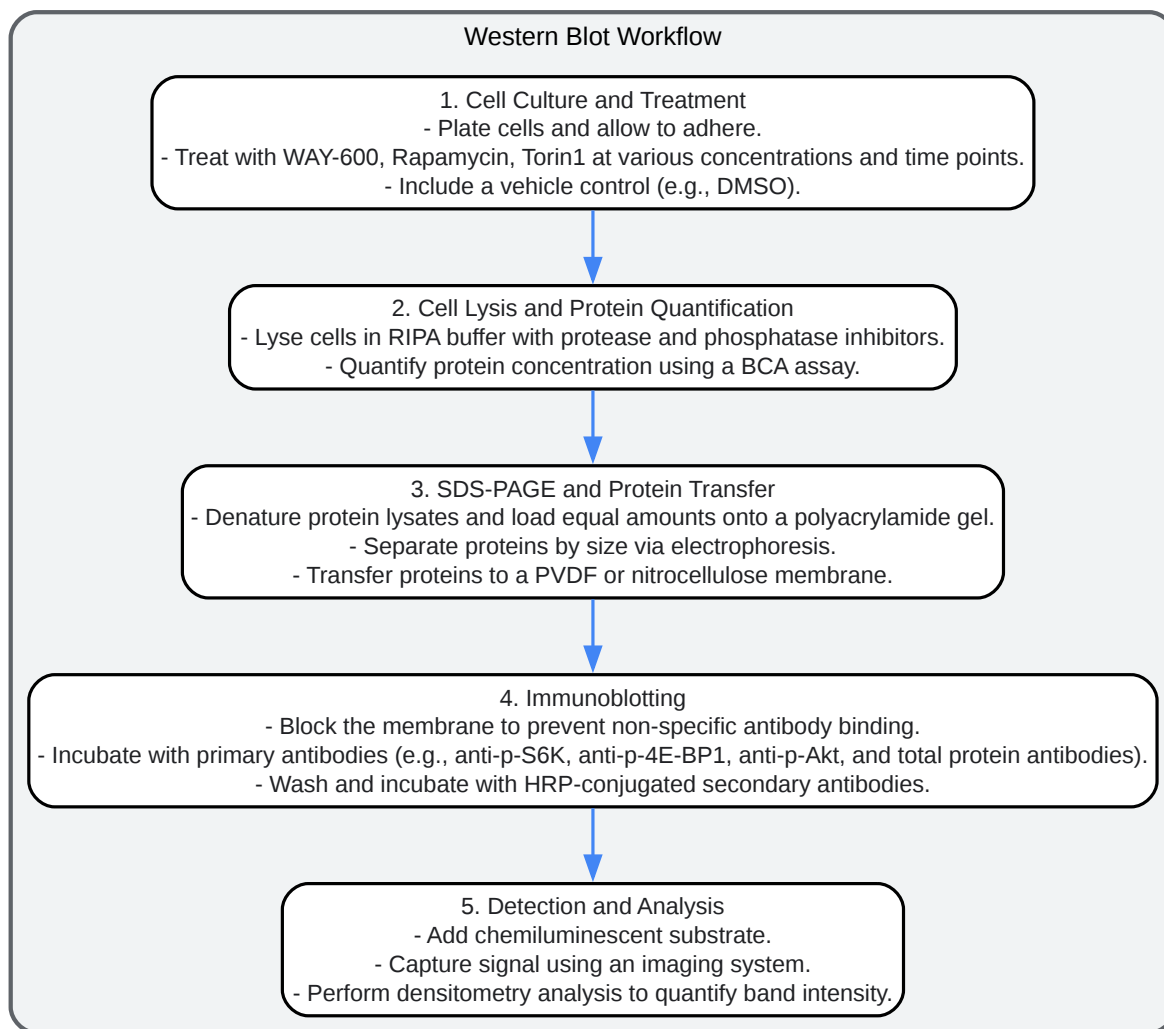 Western Blot Workflow
1. Cell Culture and Treatment
- Plate cells and allow to adhere.
- Treat with WAY-600, Rapamycin, Torin1 at various concentrations and time points.
- Include a vehicle control (e.g., DMSO).
2. Cell Lysis and Protein Quantification
- Lyse cells in RIPA buffer with protease and phosphatase inhibitors.
- Quantify protein concentration using a BCA assay.
3. SDS-PAGE and Protein Transfer
- Denature protein lysates and load equal amounts onto a polyacrylamide gel.
- Separate proteins by size via electrophoresis.
- Transfer proteins to a PVDF or nitrocellulose membrane.
4. Immunoblotting
- Block the membrane to prevent non-specific antibody binding.
- Incubate with primary antibodies (e.g., anti-p-S6K, anti-p-4E-BP1, anti-p-Akt, and total protein antibodies).
- Wash and incubate with HRP-conjugated secondary antibodies.
5. Detection and Analysis
- Add chemiluminescent substrate.
- Capture signal using an imaging system.
- Perform densitometry analysis to quantify band intensity.